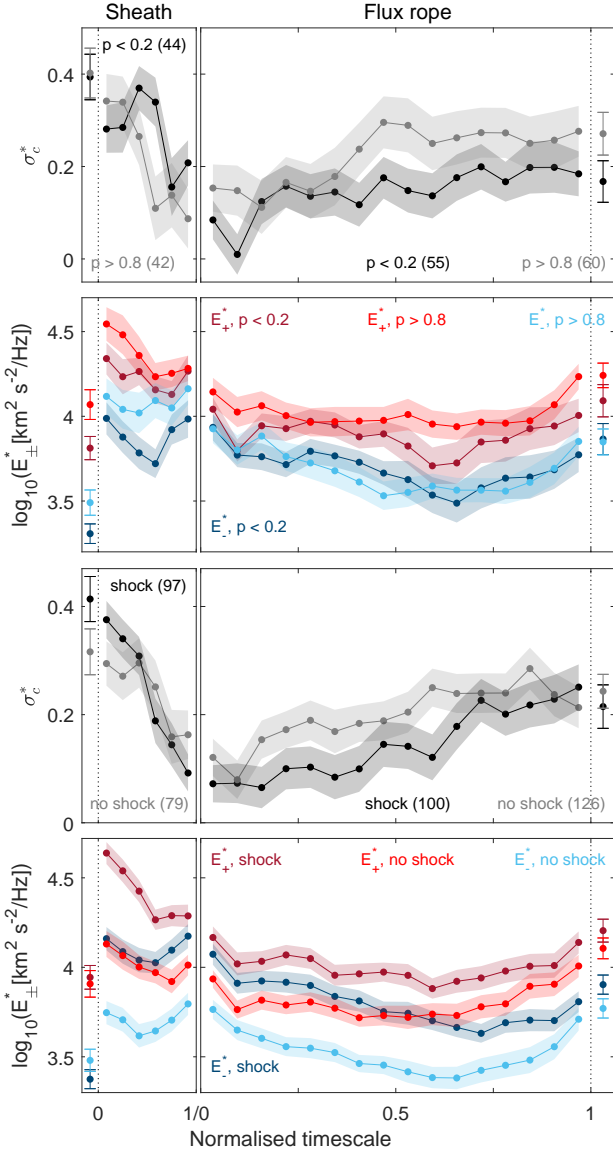 Sheath Flux rope
p < 0.2 (44)
0.4
σ*c
0.2
0
p > 0.8 (42) p < 0.2 (55) p > 0.8 (60)
E*+, p < 0.2 E*+, p > 0.8 E*-, p > 0.8
4.5
log10(E*±[km2 s-2/Hz])
4
3.5
E*-, p < 0.2
shock (97)
0.4
σ*c
0.2
0
no shock (79) shock (100) no shock (126)
E*+, shock E*+, no shock E*-, no shock
4.5
log10(E*±[km2 s-2/Hz])
4
3.5
E*-, shock
0 1/0 0.5 1
Normalised timescale